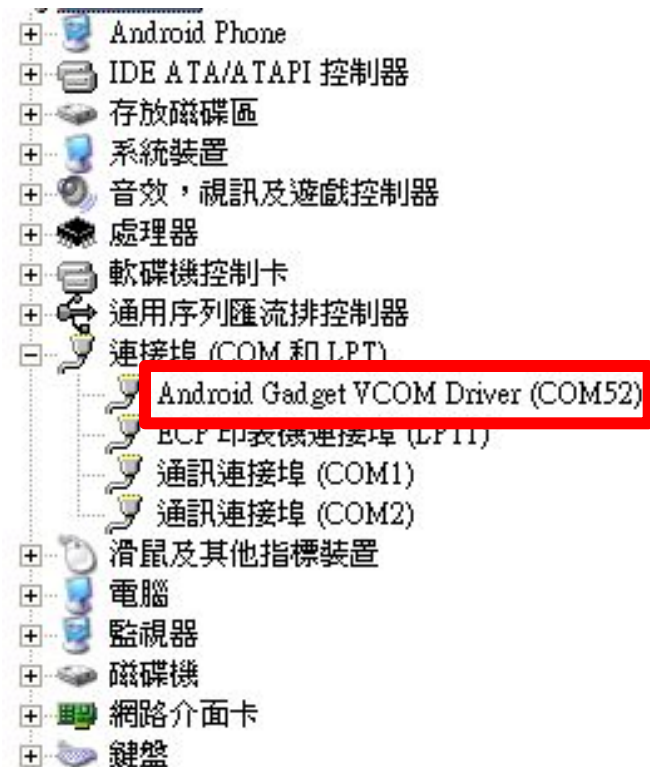 Android Phone
IDE ATA/ATAPI 控制器
存放磁碟區
系統裝置
音效，視訊及遊戲控制器
處理器
軟碟機控制卡
通用序列匯流排控制器
連接埠 (COM 和 LPT)
Android Gadget VCOM Driver (COM52)
ECP 印表機連接埠 (LPT1)
通訊連接埠 (COM1)
通訊連接埠 (COM2)
滑鼠及其他指標裝置
電腦
監視器
磁碟機
網路介面卡
鍵盤